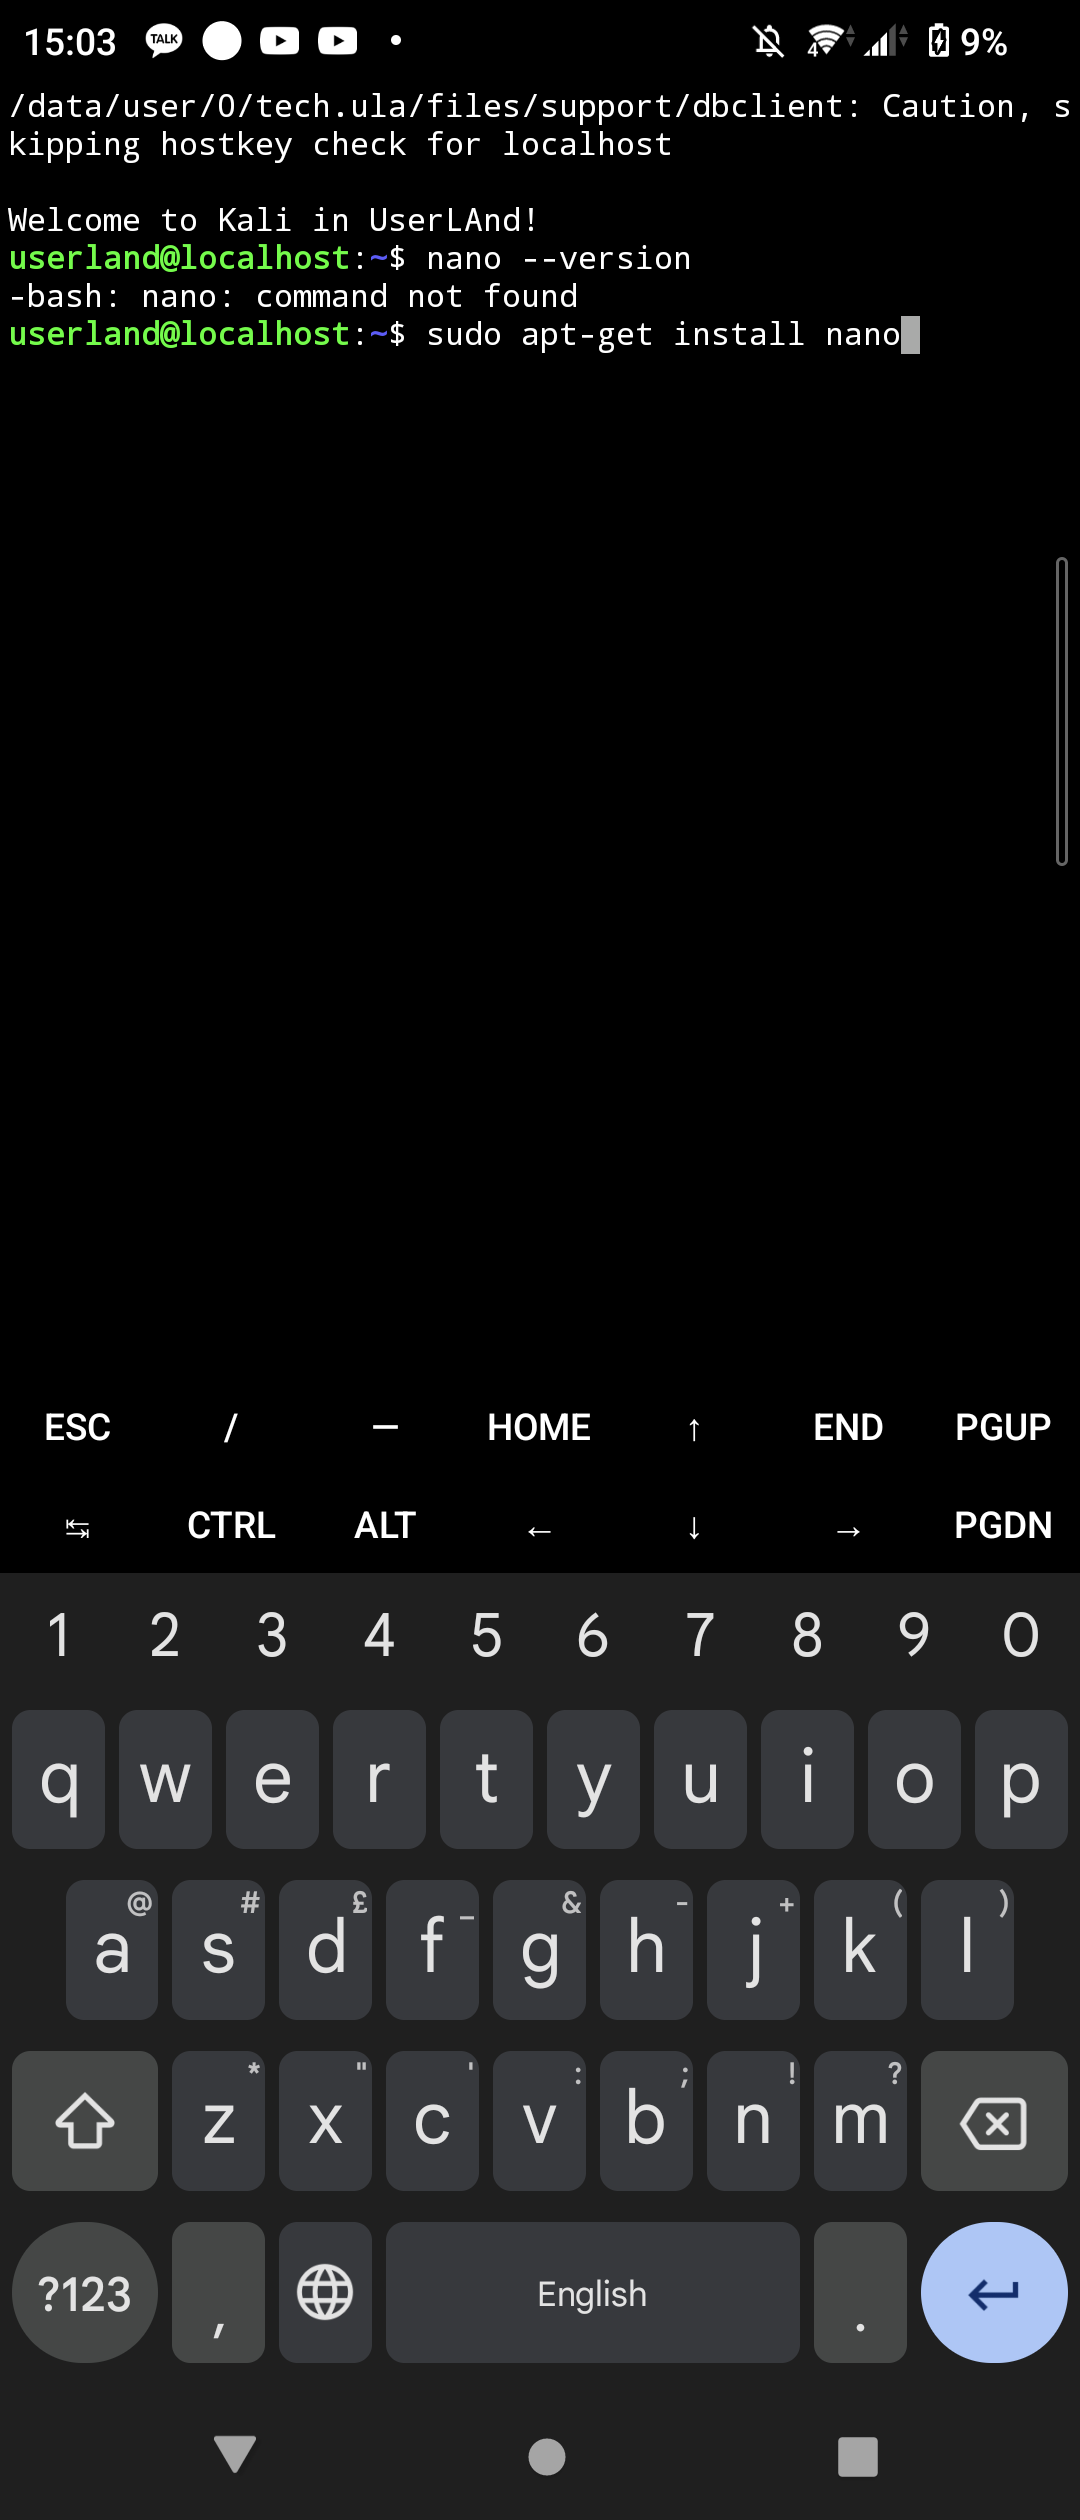 15:03 TALK 4 9%
/data/user/0/tech.ula/files/support/dbclient: Caution, s
kipping hostkey check for localhost
Welcome to Kali in UserLAnd!
userland@localhost:~$ nano --version
-bash: nano: command not found
userland@localhost:~$ sudo apt-get install nano
ESC / — HOME ↑ END PGUP
↹ CTRL ALT ← ↓ → PGDN
1 2 3 4 5 6 7 8 9 0
q w e r t y u i o p
@ # £ _ & - + ( )
a s d f g h j k l
* " ' : ; ! ?
z x c v b n m
?123 , English .